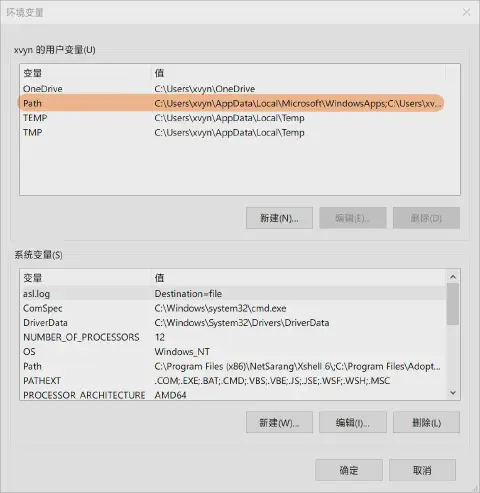 环境变量
xvyn 的用户变量(U)
变量 值
OneDrive C:\Users\xvyn\OneDrive
Path C:\Users\xvyn\AppData\Local\Microsoft\WindowsApps;C:\Users\xv...
TEMP C:\Users\xvyn\AppData\Local\Temp
TMP C:\Users\xvyn\AppData\Local\Temp
新建(N)... 编辑(E)... 删除(D)
系统变量(S)
变量 值
asl.log Destination=file
ComSpec C:\Windows\system32\cmd.exe
DriverData C:\Windows\System32\Drivers\DriverData
NUMBER_OF_PROCESSORS 12
OS Windows_NT
Path C:\Program Files (x86)\NetSarang\Xshell 6\;C:\Program Files\Adopt...
PATHEXT .COM;.EXE;.BAT;.CMD;.VBS;.VBE;.JS;.JSE;.WSF;.WSH;.MSC
PROCESSOR_ARCHITECTURE AMD64
新建(W)... 编辑(I)... 删除(L)
确定 取消